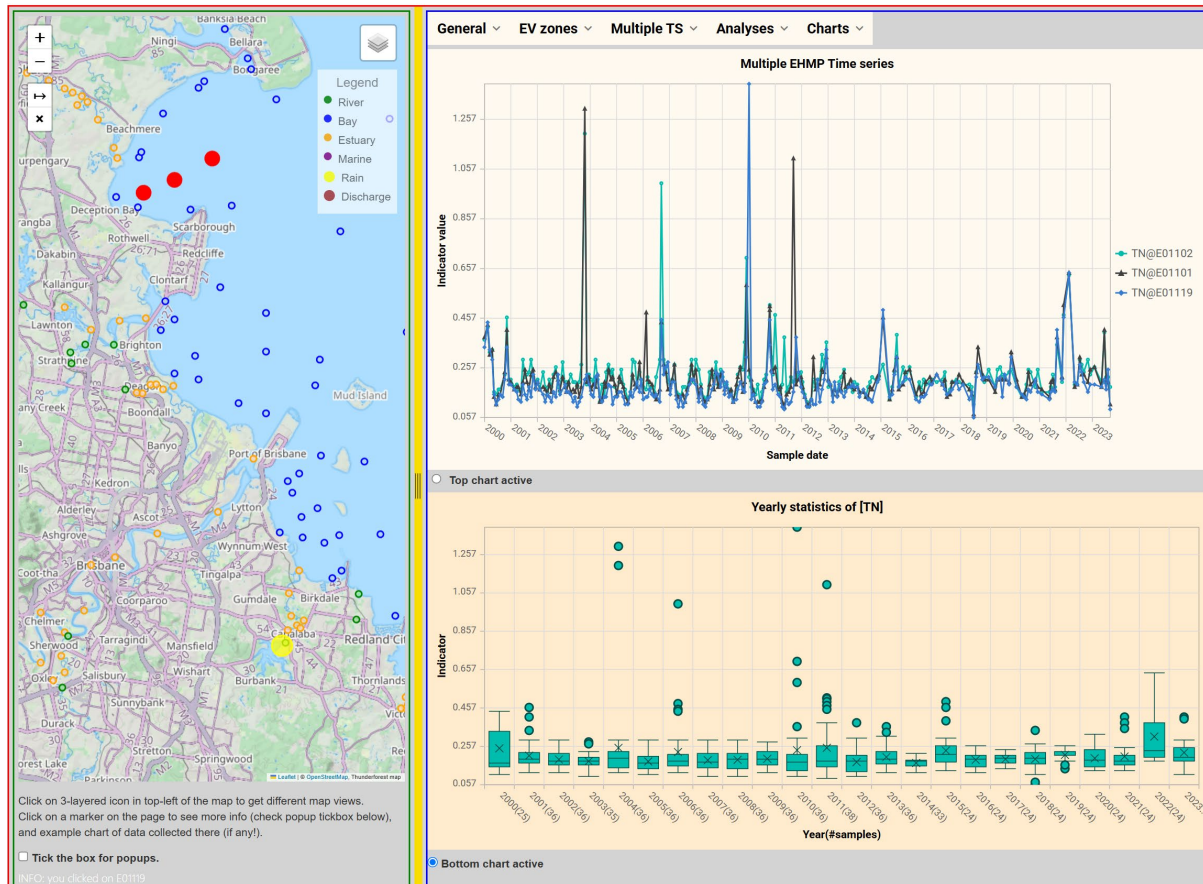 +
−
↦
×
Legend
River
Bay
Estuary
Marine
Rain
Discharge
Banksia Beach
Ningi
Bellara
Bongaree
Beachmere
Deception Bay
Scarborough
Rothwell
Redcliffe
Dakabin
Clontarf
Kallangur
Lawnton
Brighton
Strathpine
Mud Island
Boondall
Banyo
Port of Brisbane
Kedron
Lytton
Alderley
Ascot
Ashgrove
Wynnum West
Brisbane
Tingalpa
Coorparoo
Gumdale
Birkdale
Chelmer
Tarragindi
Capalaba
Sherwood
Mansfield
Redland City
Wishart
Salisbury
Burbank
Thornlands
Sunnybank
Durack
Stretton
Springwood
Forest Lake
Parkinson
Leaflet | © OpenStreetMap, Thunderforest map
Click on 3-layered icon in top-left of the map to get different map views.
Click on a marker on the page to see more info (check popup tickbox below),
and example chart of data collected there (if any!).
Tick the box for popups.
INFO: you clicked on E01119
General EV zones Multiple TS Analyses Charts
Multiple EHMP Time series
Indicator value
1.257
1.057
0.857
0.657
0.457
0.257
0.057
2000 2001 2002 2003 2004 2005 2006 2007 2008 2009 2010 2011 2012 2013 2014 2015 2016 2017 2018 2019 2020 2021 2022 2023
Sample date
TN@E01102
TN@E01101
TN@E01119
Top chart active
Yearly statistics of [TN]
Indicator
1.257
1.057
0.857
0.657
0.457
0.257
0.057
2000(25) 2001(36) 2002(36) 2003(35) 2004(36) 2005(36) 2006(36) 2007(36) 2008(36) 2009(36) 2010(36) 2011(38) 2012(36) 2013(36) 2014(33) 2015(24) 2016(24) 2017(24) 2018(24) 2019(24) 2020(24) 2021(24) 2022(24) 2023(
Year(#samples)
Bottom chart active